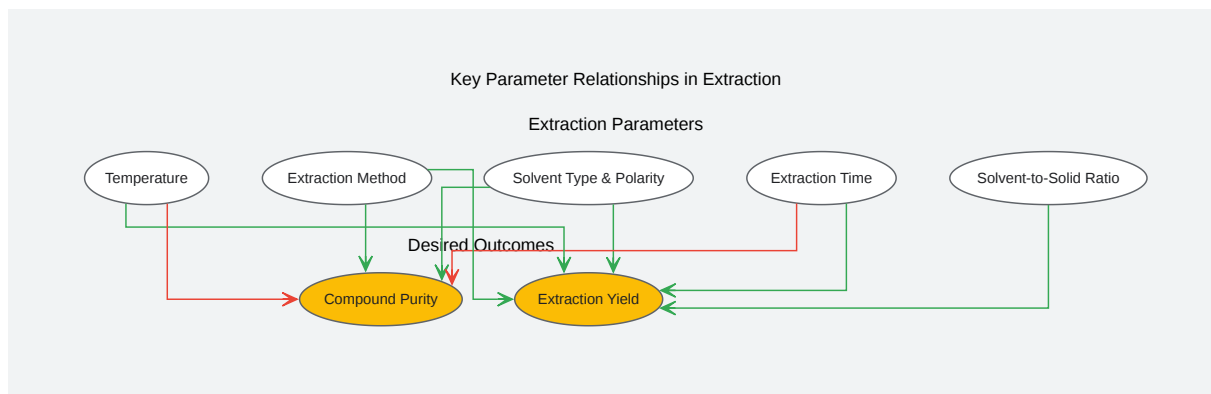 Key Parameter Relationships in Extraction
Extraction Parameters
Temperature
Extraction Method
Solvent Type & Polarity
Extraction Time
Solvent-to-Solid Ratio
Desired Outcomes
Compound Purity
Extraction Yield